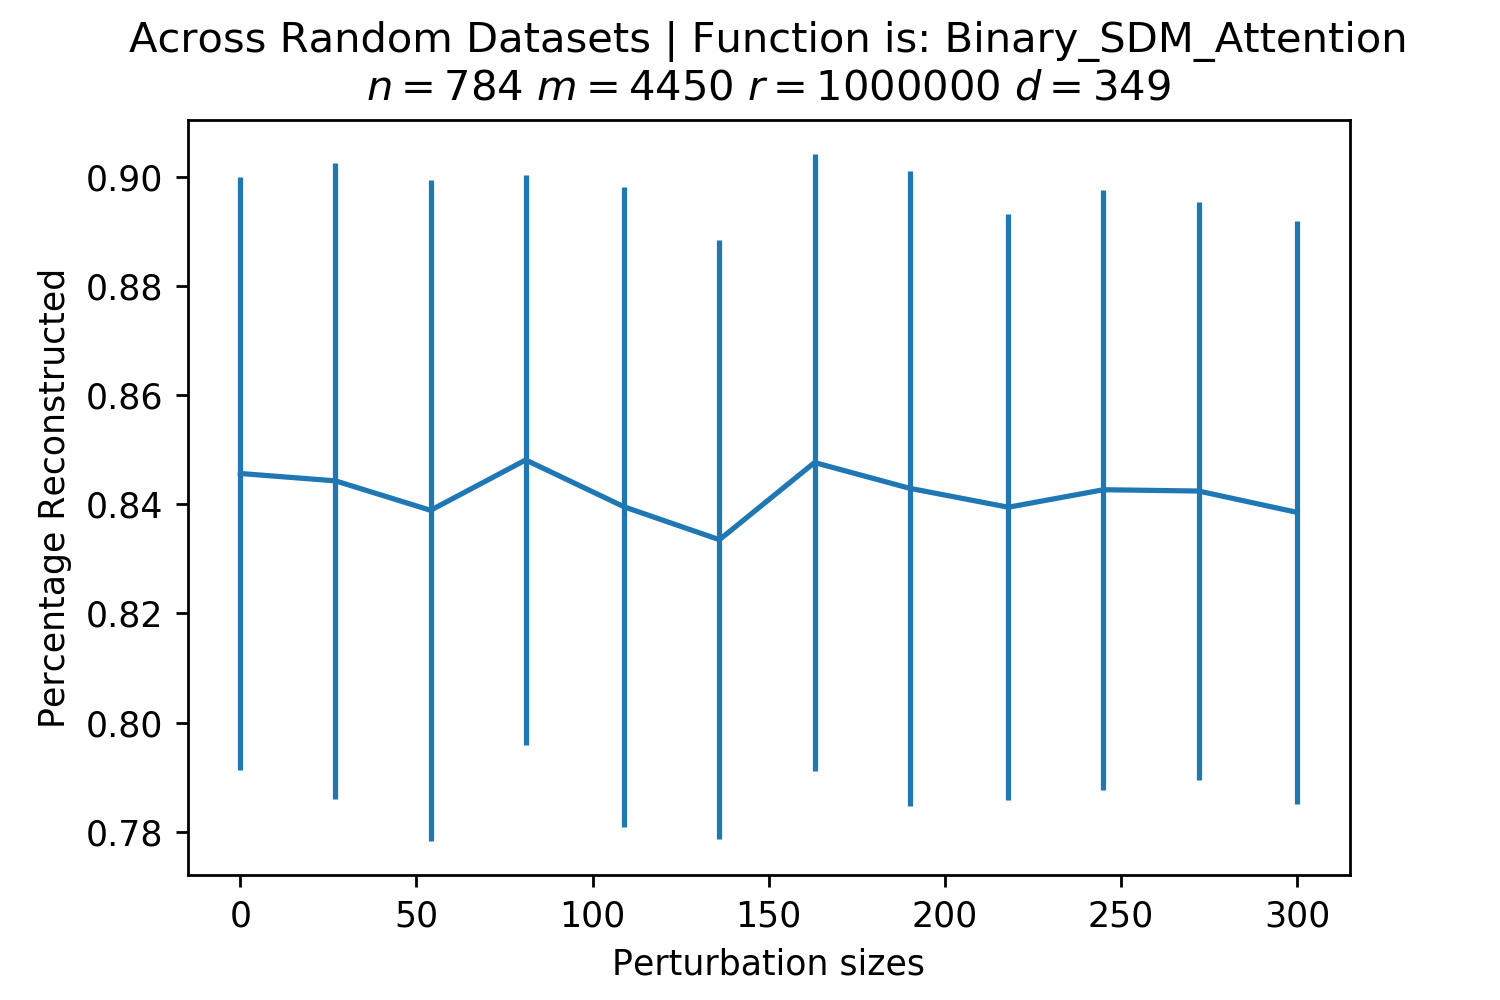 Across Random Datasets | Function is: Binary_SDM_Attention
n = 784 m = 4450 r = 1000000 d = 349
Percentage Reconstructed
0.90
0.88
0.86
0.84
0.82
0.80
0.78
0 50 100 150 200 250 300
Perturbation sizes